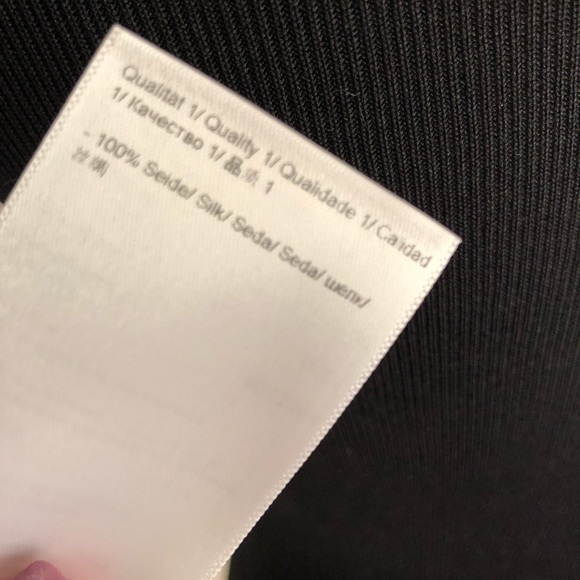 Qualität 1/ Quality 1/ Qualidade 1/ Calidad
1/ Качество 1/ 品质 1
- 100% Seide/ Silk/ Seda/ Seda/ шелк/